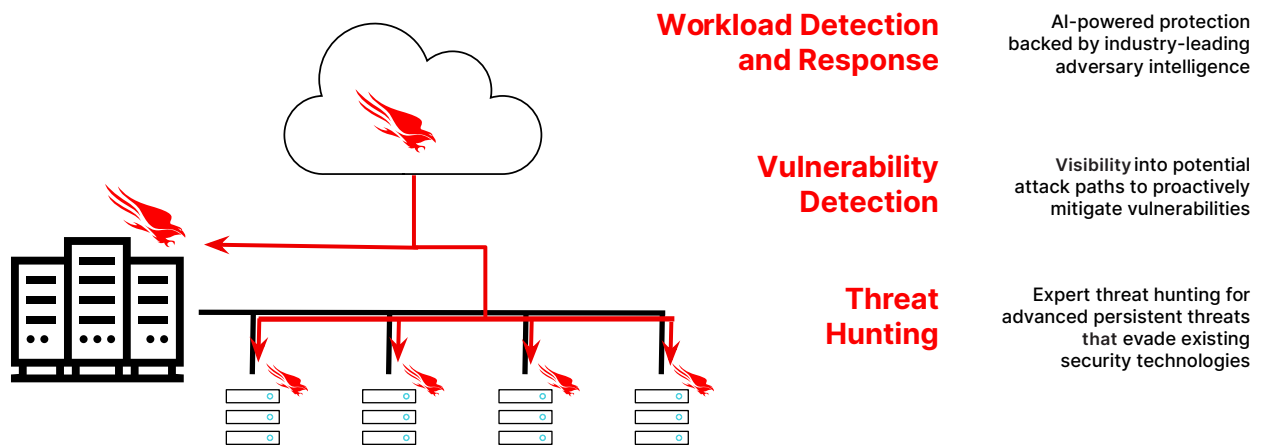 Workload Detection
and Response
AI-powered protection
backed by industry-leading
adversary intelligence
Vulnerability
Detection
Visibility into potential
attack paths to proactively
mitigate vulnerabilities
Threat
Hunting
Expert threat hunting for
advanced persistent threats
that evade existing
security technologies